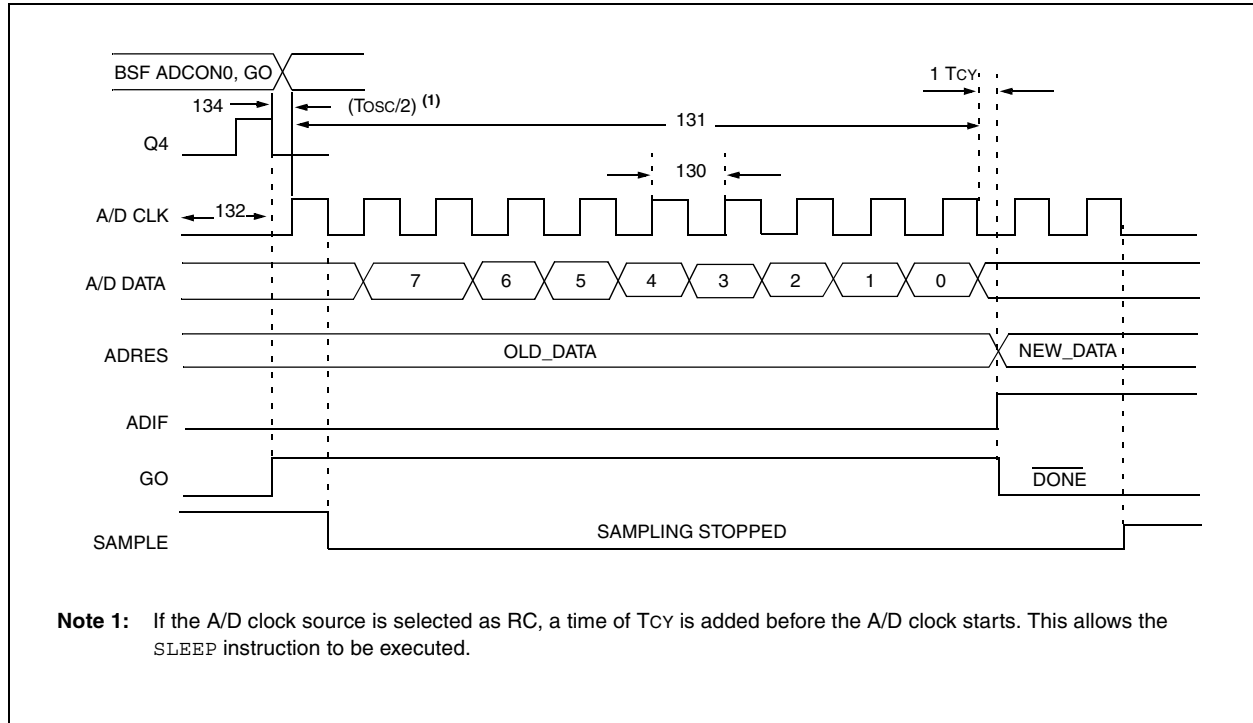 BSF ADCON0, GO
1 TCY
134
(TOSC/2) (1)
131
Q4
130
A/D CLK
132
A/D DATA
7 6 5 4 3 2 1 0
ADRES
OLD_DATA
NEW_DATA
ADIF
GO
DONE
SAMPLE
SAMPLING STOPPED
Note 1: If the A/D clock source is selected as RC, a time of TCY is added before the A/D clock starts. This allows the
SLEEP instruction to be executed.